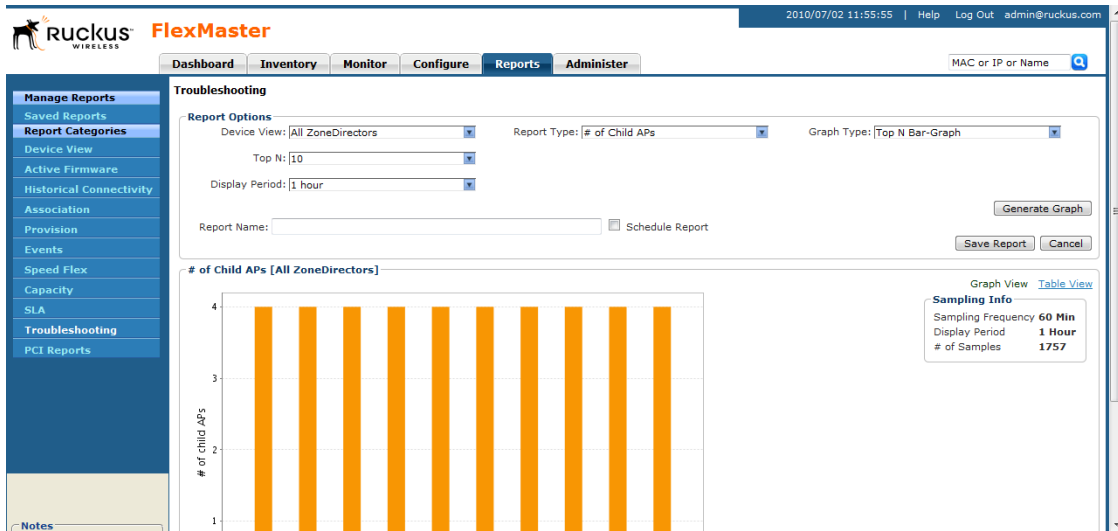 2010/07/02 11:55:55 | Help Log Out admin@ruckus.com
Ruckus WIRELESS FlexMaster
Dashboard Inventory Monitor Configure Reports Administer MAC or IP or Name
Manage Reports
Saved Reports
Report Categories
Device View
Active Firmware
Historical Connectivity
Association
Provision
Events
Speed Flex
Capacity
SLA
Troubleshooting
PCI Reports
Notes
Troubleshooting
Report Options
Device View: All ZoneDirectors Report Type: # of Child APs Graph Type: Top N Bar-Graph
Top N: 10
Display Period: 1 hour
Generate Graph
Report Name: Schedule Report
Save Report Cancel
# of Child APs [All ZoneDirectors]
Graph View Table View
Sampling Info
Sampling Frequency 60 Min
Display Period 1 Hour
# of Samples 1757
4
3
2
1
# of child APs